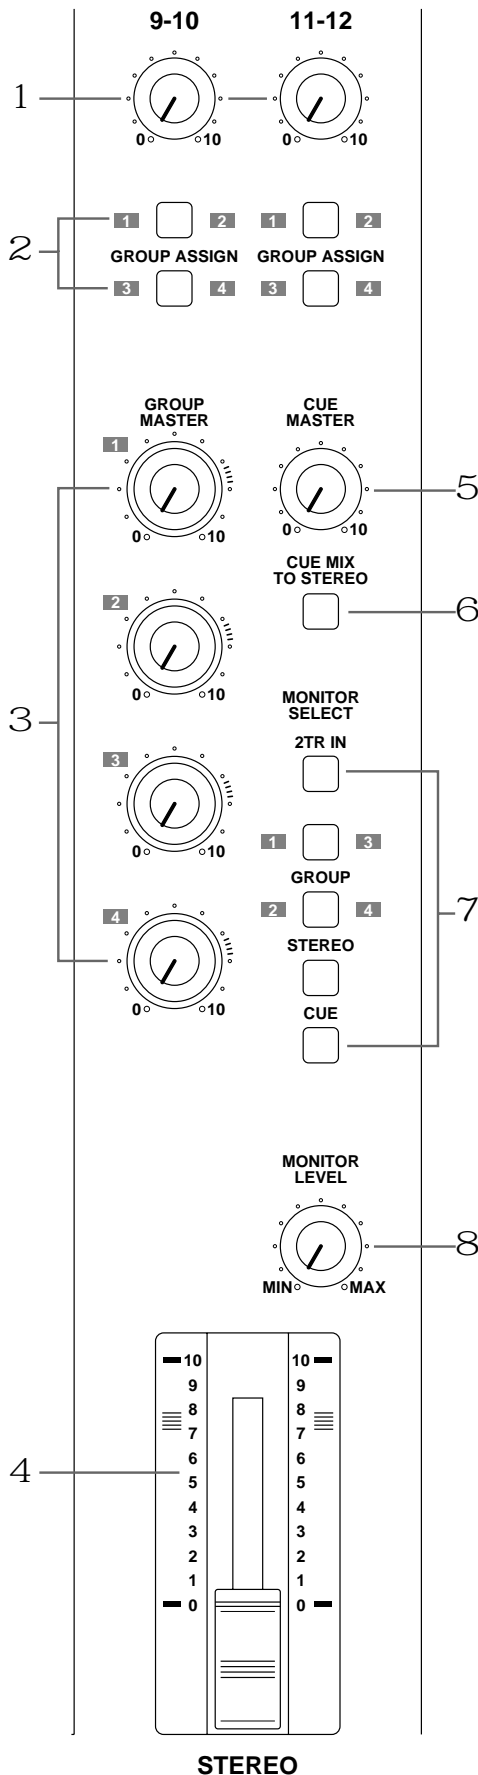 9-10 11-12
1
0 10 0 10
1 2 1 2
2
GROUP ASSIGN GROUP ASSIGN
3 4 3 4
GROUP MASTER
CUE MASTER
1
5
0 10 0 10
CUE MIX
TO STEREO
6
2
0 10
MONITOR
SELECT
3
2TR IN
3
0 10
1 3
GROUP
2 4
7
4
STEREO
0 10
CUE
MONITOR
LEVEL
8
MIN MAX
10 10
9 9
8 8
7 7
6 6
4
5 5
4 4
3 3
2 2
1 1
0 0
STEREO